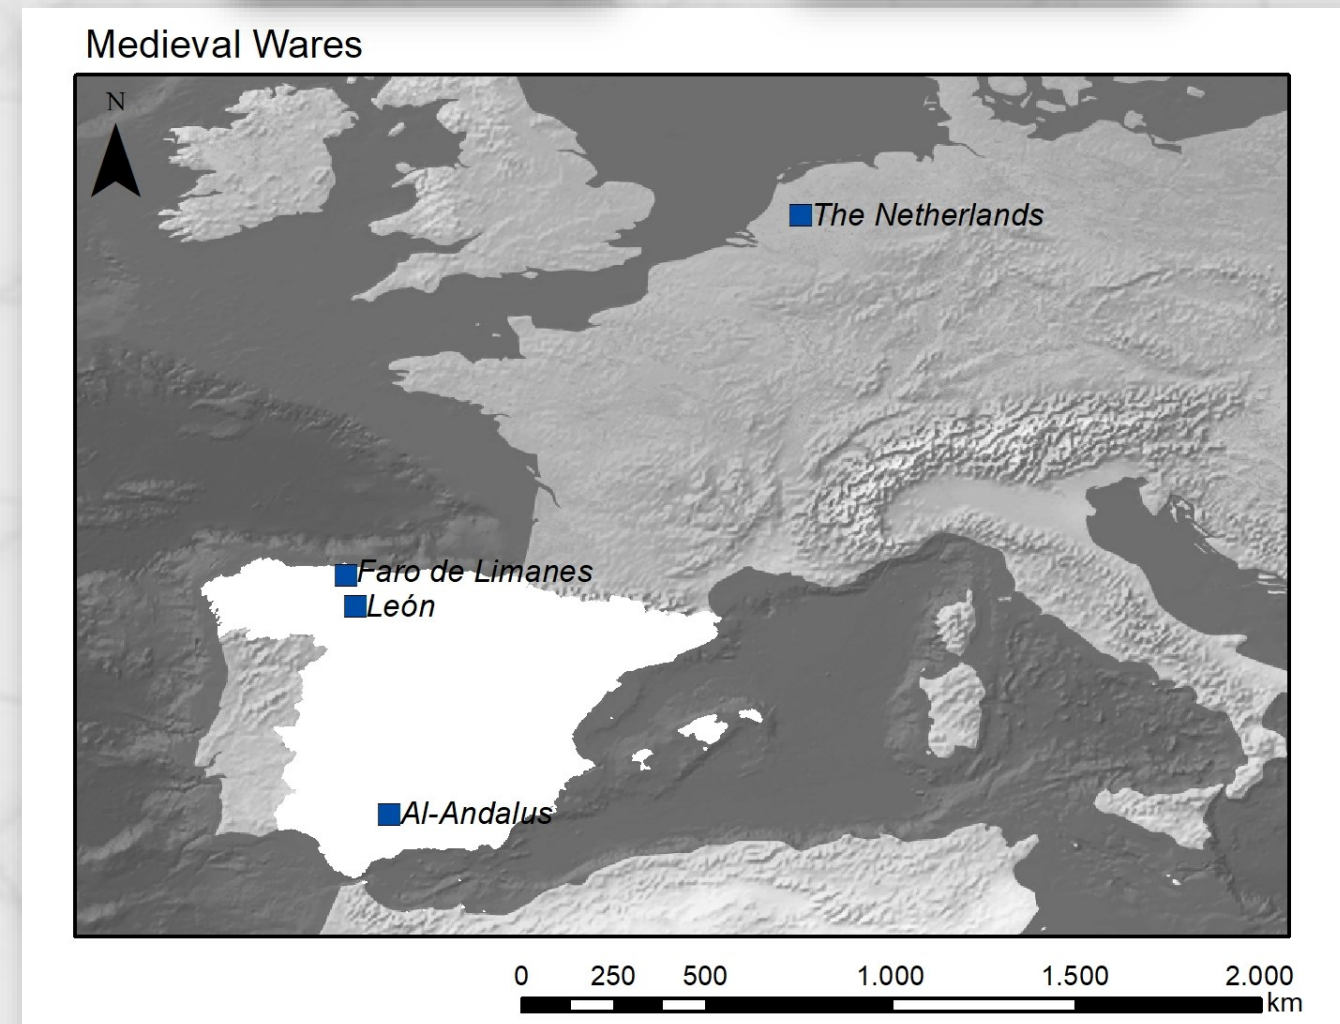 Medieval Wares
N
The Netherlands
Faro de Limanes
León
Al-Andalus
0 250 500 1.000 1.500 2.000
km